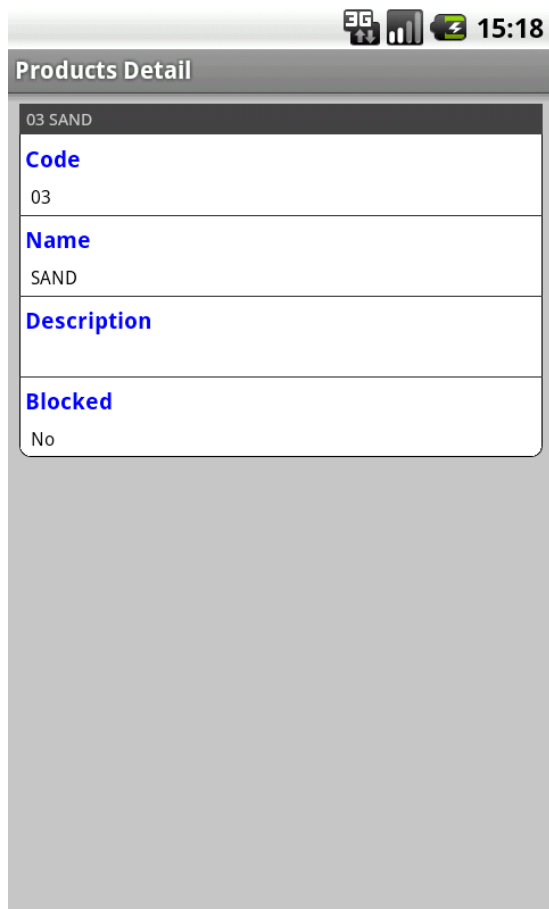 3G 15:18
Products Detail
03 SAND
Code
03
Name
SAND
Description
Blocked
No